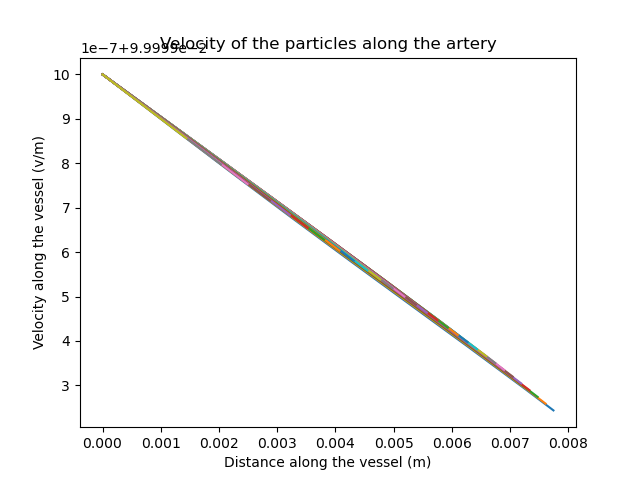 Velocity of the particles along the artery
1e−7+9.9999e−2
10
9
8
7
6
5
4
3
Velocity along the vessel (v/m)
0.000 0.001 0.002 0.003 0.004 0.005 0.006 0.007 0.008
Distance along the vessel (m)